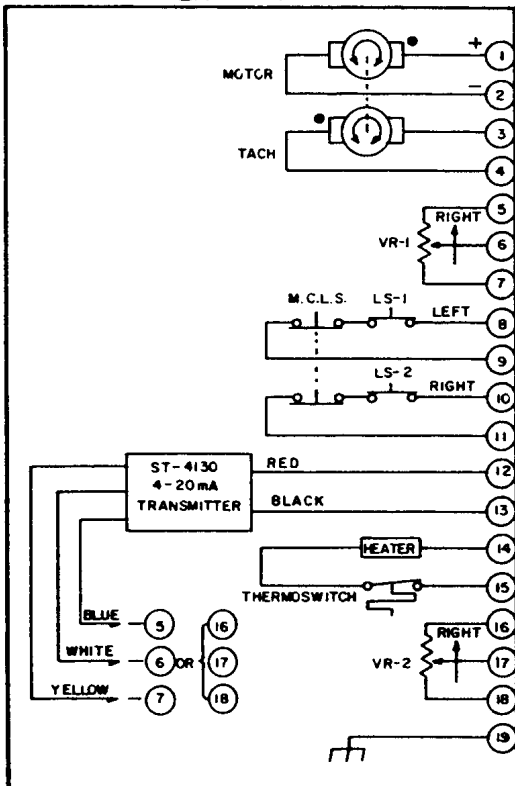 + 1
MOTOR
− 2
3
TACH
4
5
RIGHT
VR-1 6
7
M.C.L.S. LS-1 LEFT 8
9
LS-2 RIGHT 10
11
ST-4130 RED 12
4-20mA
TRANSMITTER BLACK 13
HEATER 14
THERMOSWITCH 15
BLUE 5 16 16
RIGHT
WHITE 6 OR 17 VR-2 17
YELLOW 7 18 18
19